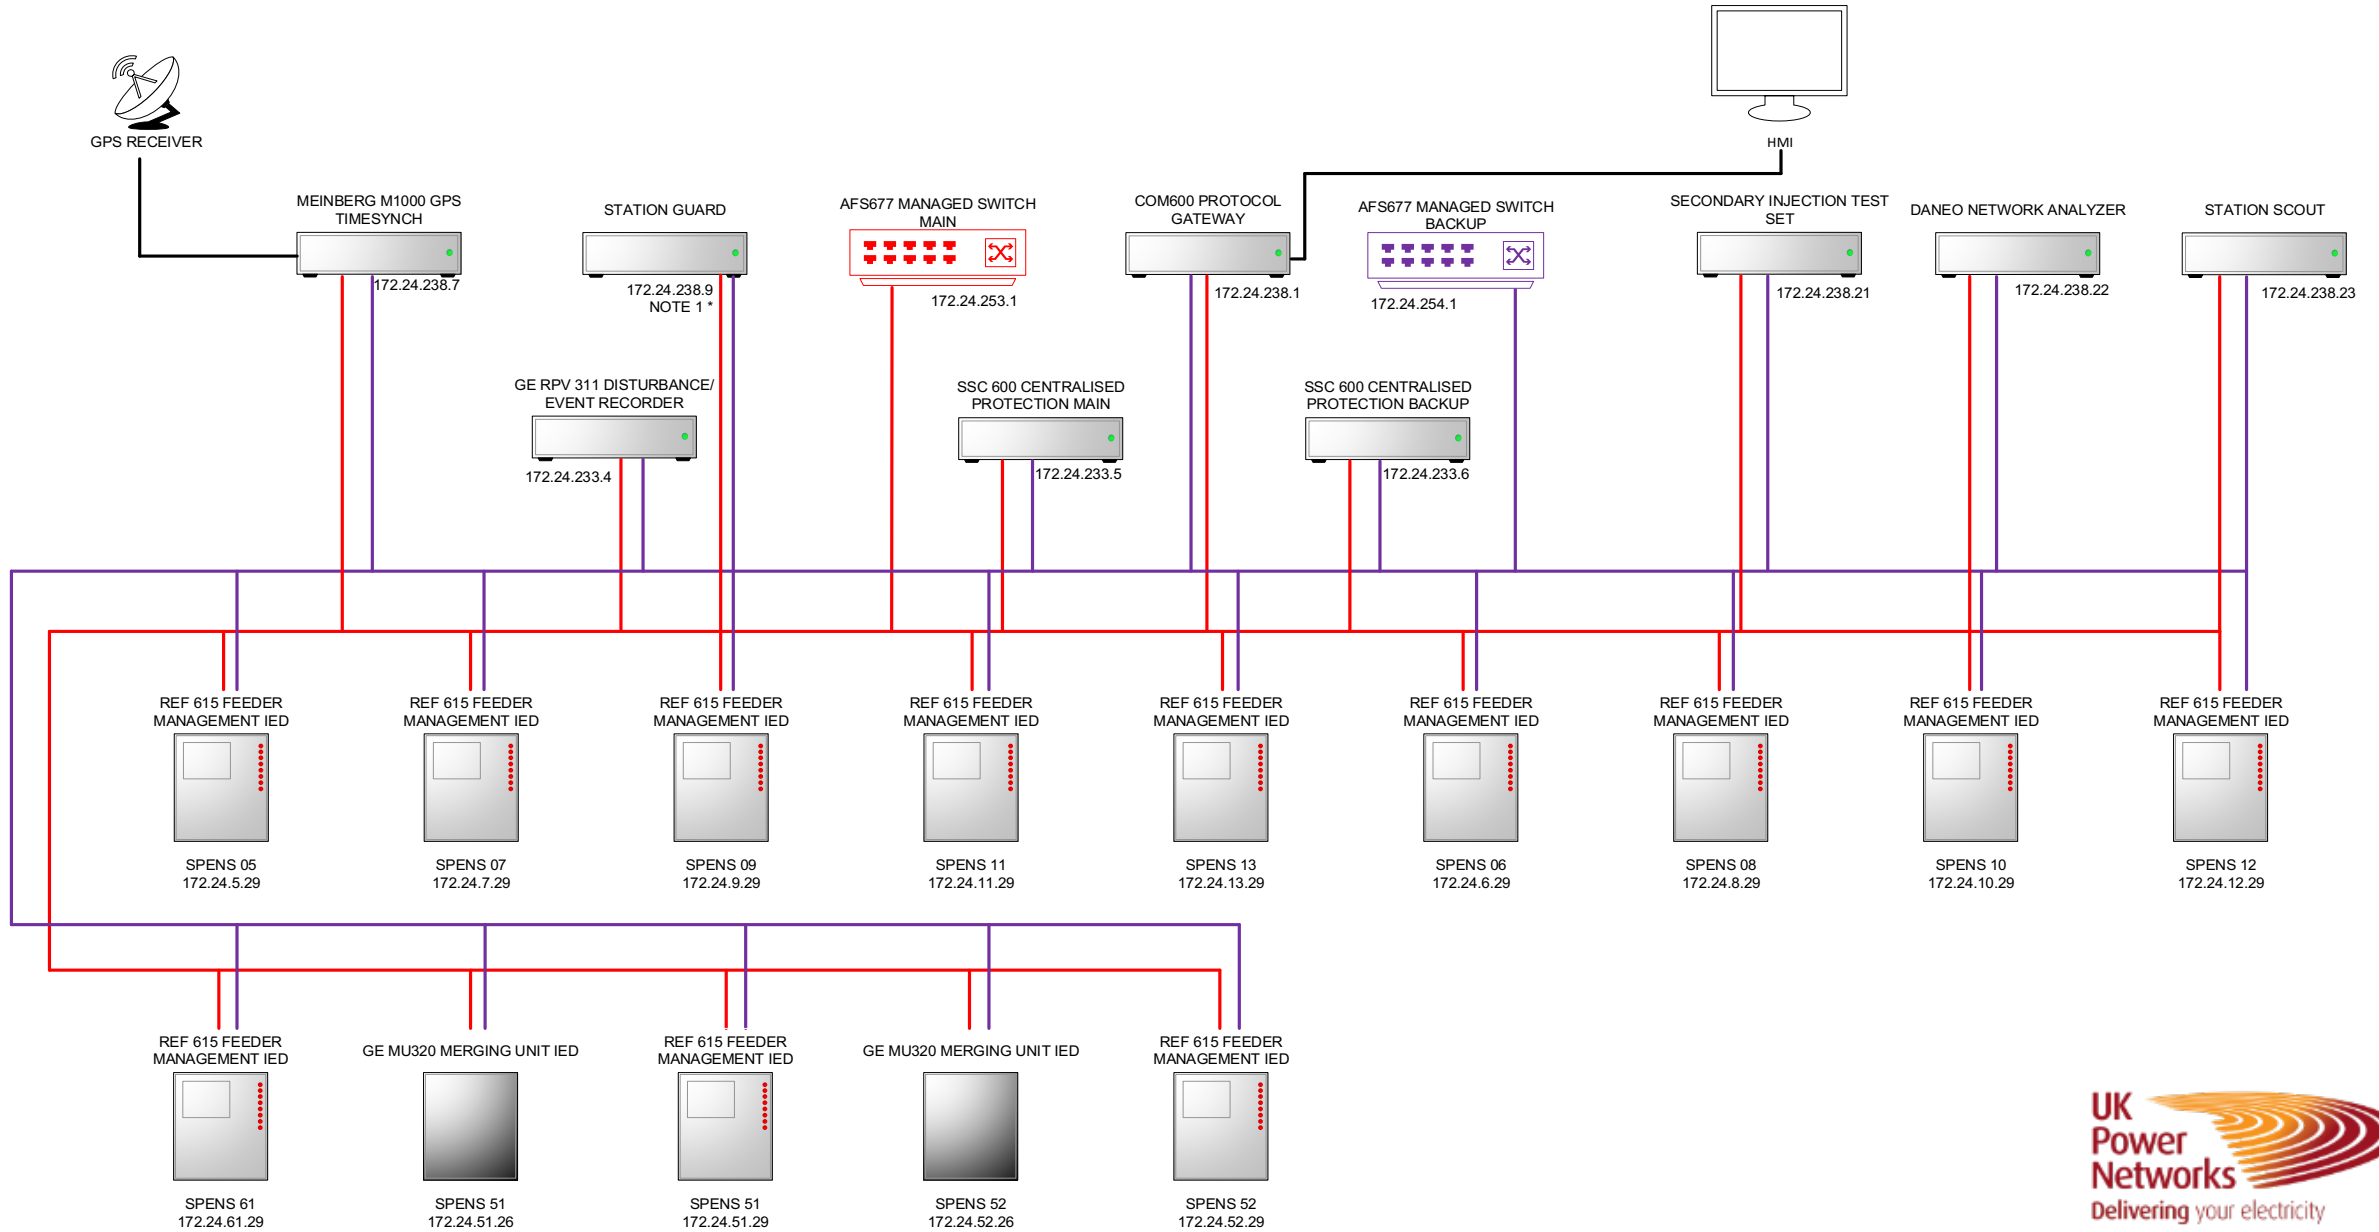 GPS RECEIVER
HMI
MEINBERG M1000 GPS
TIMESYNCH
172.24.238.7
STATION GUARD
172.24.238.9
NOTE 1 *
AFS677 MANAGED SWITCH
MAIN
172.24.253.1
COM600 PROTOCOL
GATEWAY
172.24.238.1
AFS677 MANAGED SWITCH
BACKUP
172.24.254.1
SECONDARY INJECTION TEST
SET
172.24.238.21
DANEO NETWORK ANALYZER
172.24.238.22
STATION SCOUT
172.24.238.23
GE RPV 311 DISTURBANCE/
EVENT RECORDER
172.24.233.4
SSC 600 CENTRALISED
PROTECTION MAIN
172.24.233.5
SSC 600 CENTRALISED
PROTECTION BACKUP
172.24.233.6
REF 615 FEEDER
MANAGEMENT IED
SPENS 05
172.24.5.29
REF 615 FEEDER
MANAGEMENT IED
SPENS 07
172.24.7.29
REF 615 FEEDER
MANAGEMENT IED
SPENS 09
172.24.9.29
REF 615 FEEDER
MANAGEMENT IED
SPENS 11
172.24.11.29
REF 615 FEEDER
MANAGEMENT IED
SPENS 13
172.24.13.29
REF 615 FEEDER
MANAGEMENT IED
SPENS 06
172.24.6.29
REF 615 FEEDER
MANAGEMENT IED
SPENS 08
172.24.8.29
REF 615 FEEDER
MANAGEMENT IED
SPENS 10
172.24.10.29
REF 615 FEEDER
MANAGEMENT IED
SPENS 12
172.24.12.29
REF 615 FEEDER
MANAGEMENT IED
SPENS 61
172.24.61.29
GE MU320 MERGING UNIT IED
SPENS 51
172.24.51.26
REF 615 FEEDER
MANAGEMENT IED
SPENS 51
172.24.51.29
GE MU320 MERGING UNIT IED
SPENS 52
172.24.52.26
REF 615 FEEDER
MANAGEMENT IED
SPENS 52
172.24.52.29
UK
Power
Networks
Delivering your electricity